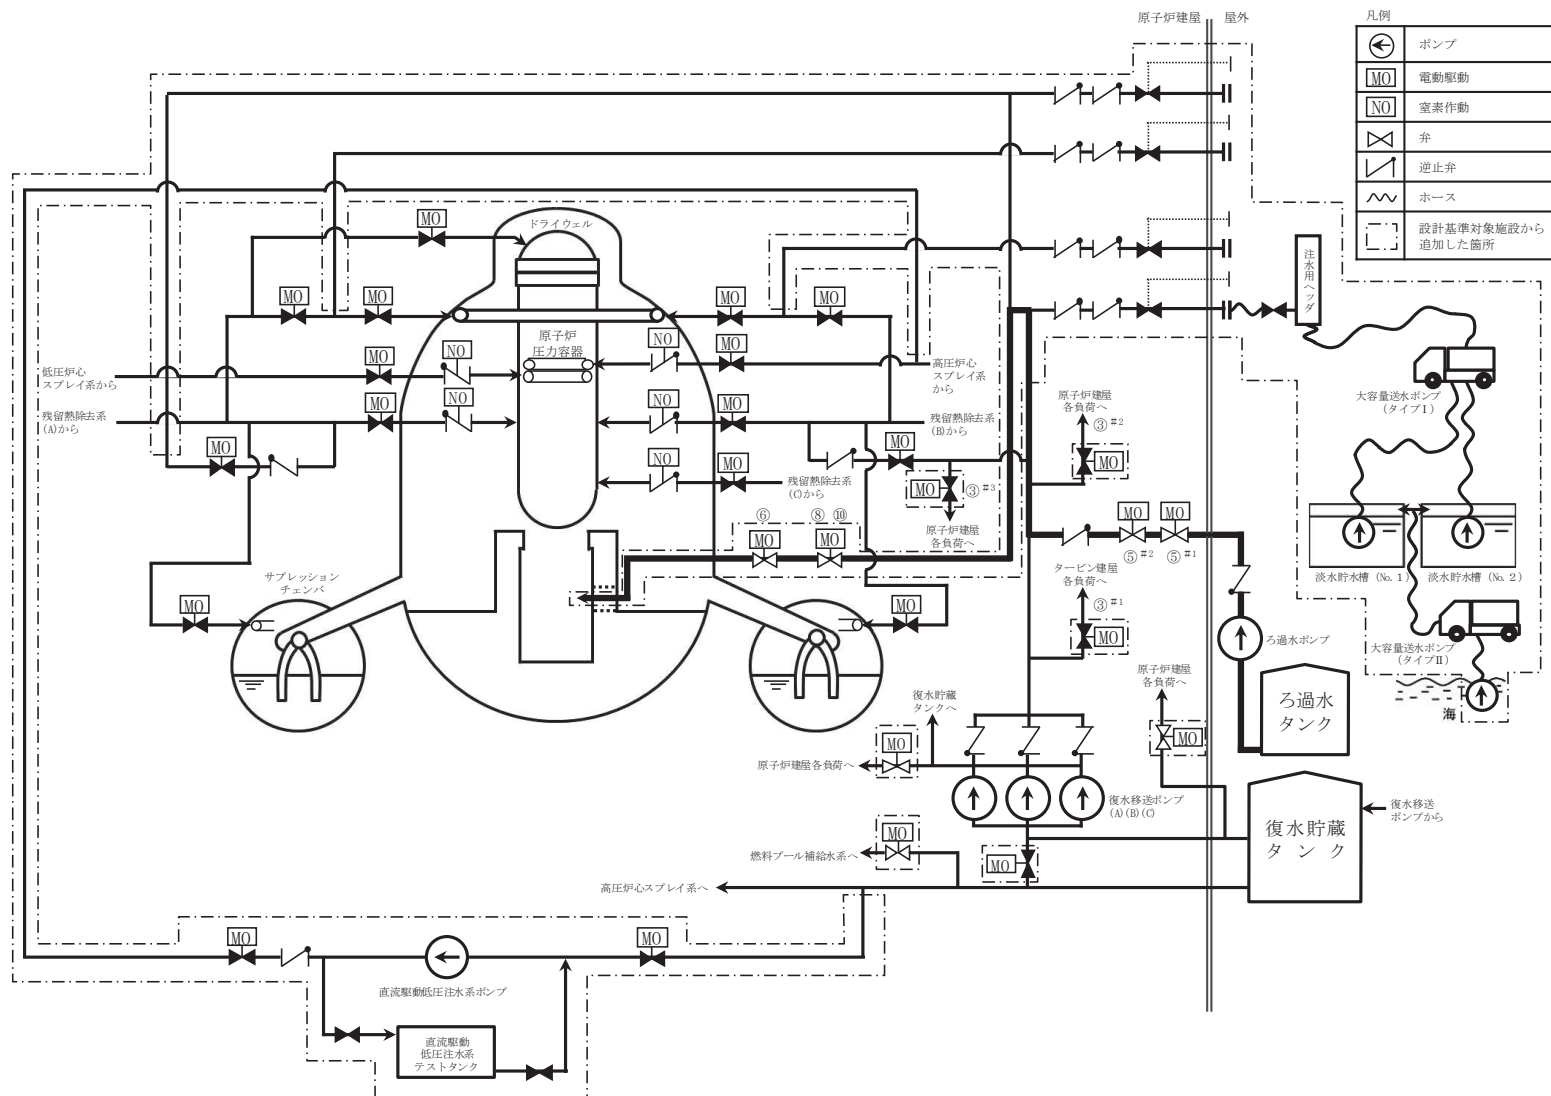 原子炉建屋
屋外
凡例
ポンプ
MO
電動駆動
NO
窒素作動
弁
逆止弁
ホース
設計基準対象施設から
追加した箇所
MO
ドライウェル
注水用ヘッダ
MO
MO
MO
MO
原子炉
圧力容器
NO
MO
MO
NO
低圧炉心
スプレイ系から
高圧炉心
スプレイ系
から
大容量送水ポンプ
(タイプⅠ)
MO
NO
NO
MO
残留熱除去系
(A)から
残留熱除去系
(B)から
原子炉建屋
各負荷へ
③#2
MO
MO
MO
NO
MO
MO
③#3
残留熱除去系
(C)から
原子炉建屋
各負荷へ
⑥
⑧
⑩
MO
MO
MO
MO
⑤#2
⑤#1
淡水貯水槽(No.1)
淡水貯水槽(No.2)
サプレッション
チェンバ
MO
MO
タービン建屋
各負荷へ
③#1
MO
ろ過水ポンプ
大容量送水ポンプ
(タイプⅡ)
海
原子炉建屋
各負荷へ
MO
ろ過水
タンク
復水貯蔵
タンクへ
MO
原子炉建屋各負荷へ
復水移送ポンプ
(A)(B)(C)
復水移送
ポンプから
復水貯蔵
タンク
MO
燃料プール補給水系へ
MO
高圧炉心スプレイ系へ
MO
MO
直流駆動低圧注水系ポンプ
直流駆動
低圧注水系
テストタンク